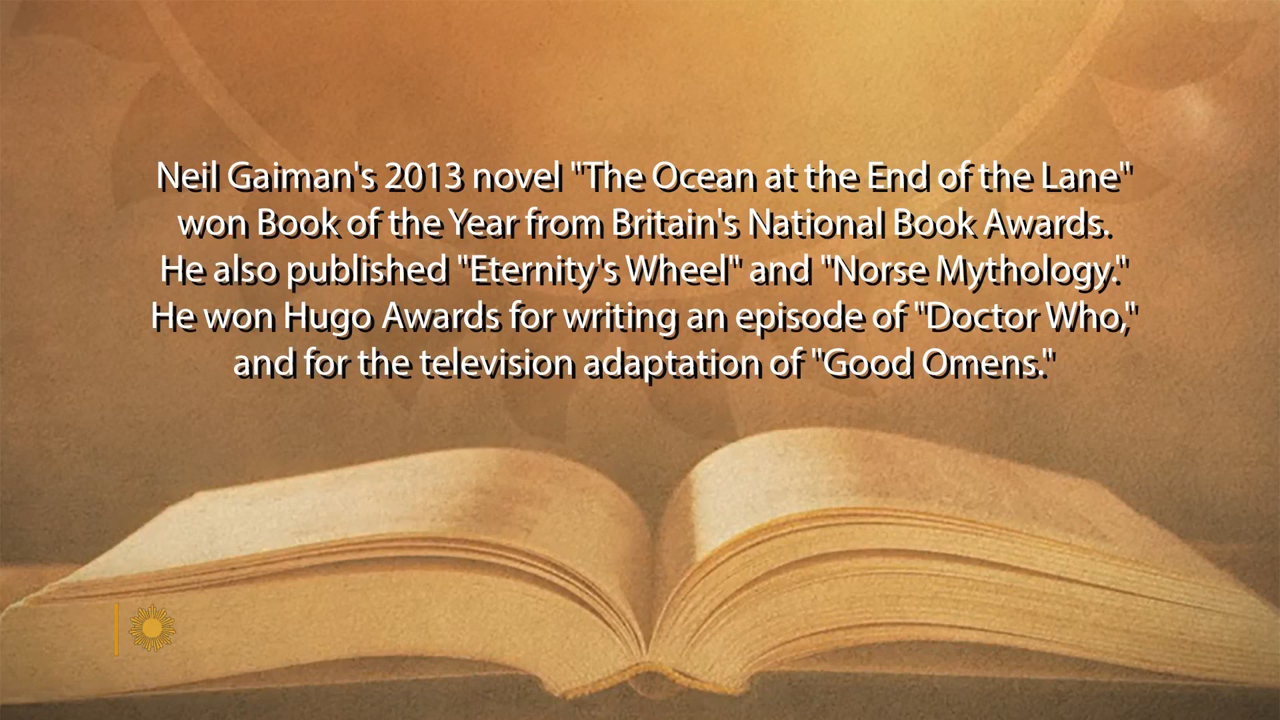 Neil Gaiman's 2013 novel "The Ocean at the End of the Lane"
won Book of the Year from Britain's National Book Awards.
He also published "Eternity's Wheel" and "Norse Mythology."
He won Hugo Awards for writing an episode of "Doctor Who,"
and for the television adaptation of "Good Omens."